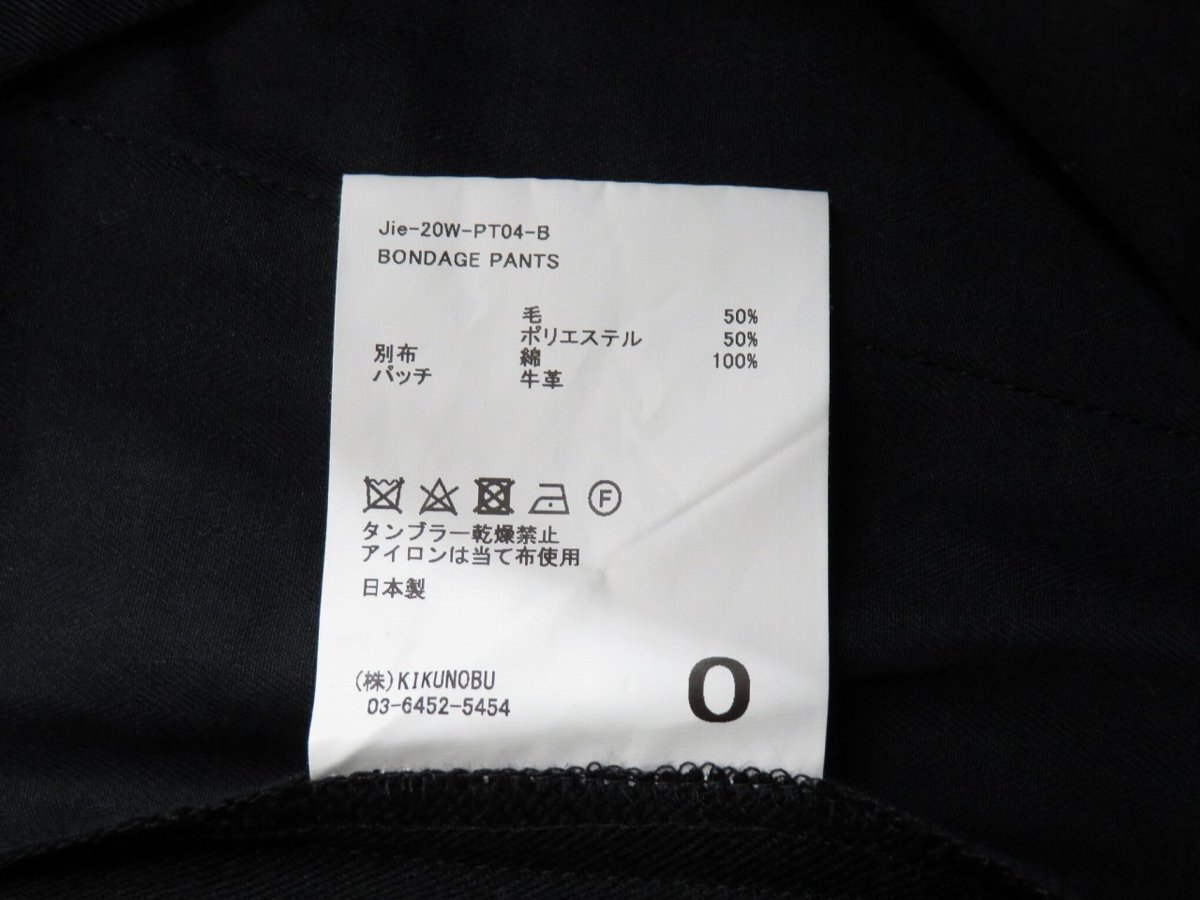 Jie-20W-PT04-B
BONDAGE PANTS
毛 50%
ポリエステル 50%
別布 綿 100%
パッチ 牛革
F
タンブラー乾燥禁止
アイロンは当て布使用
日本製
(株)KIKUNOBU
03-6452-5454
0